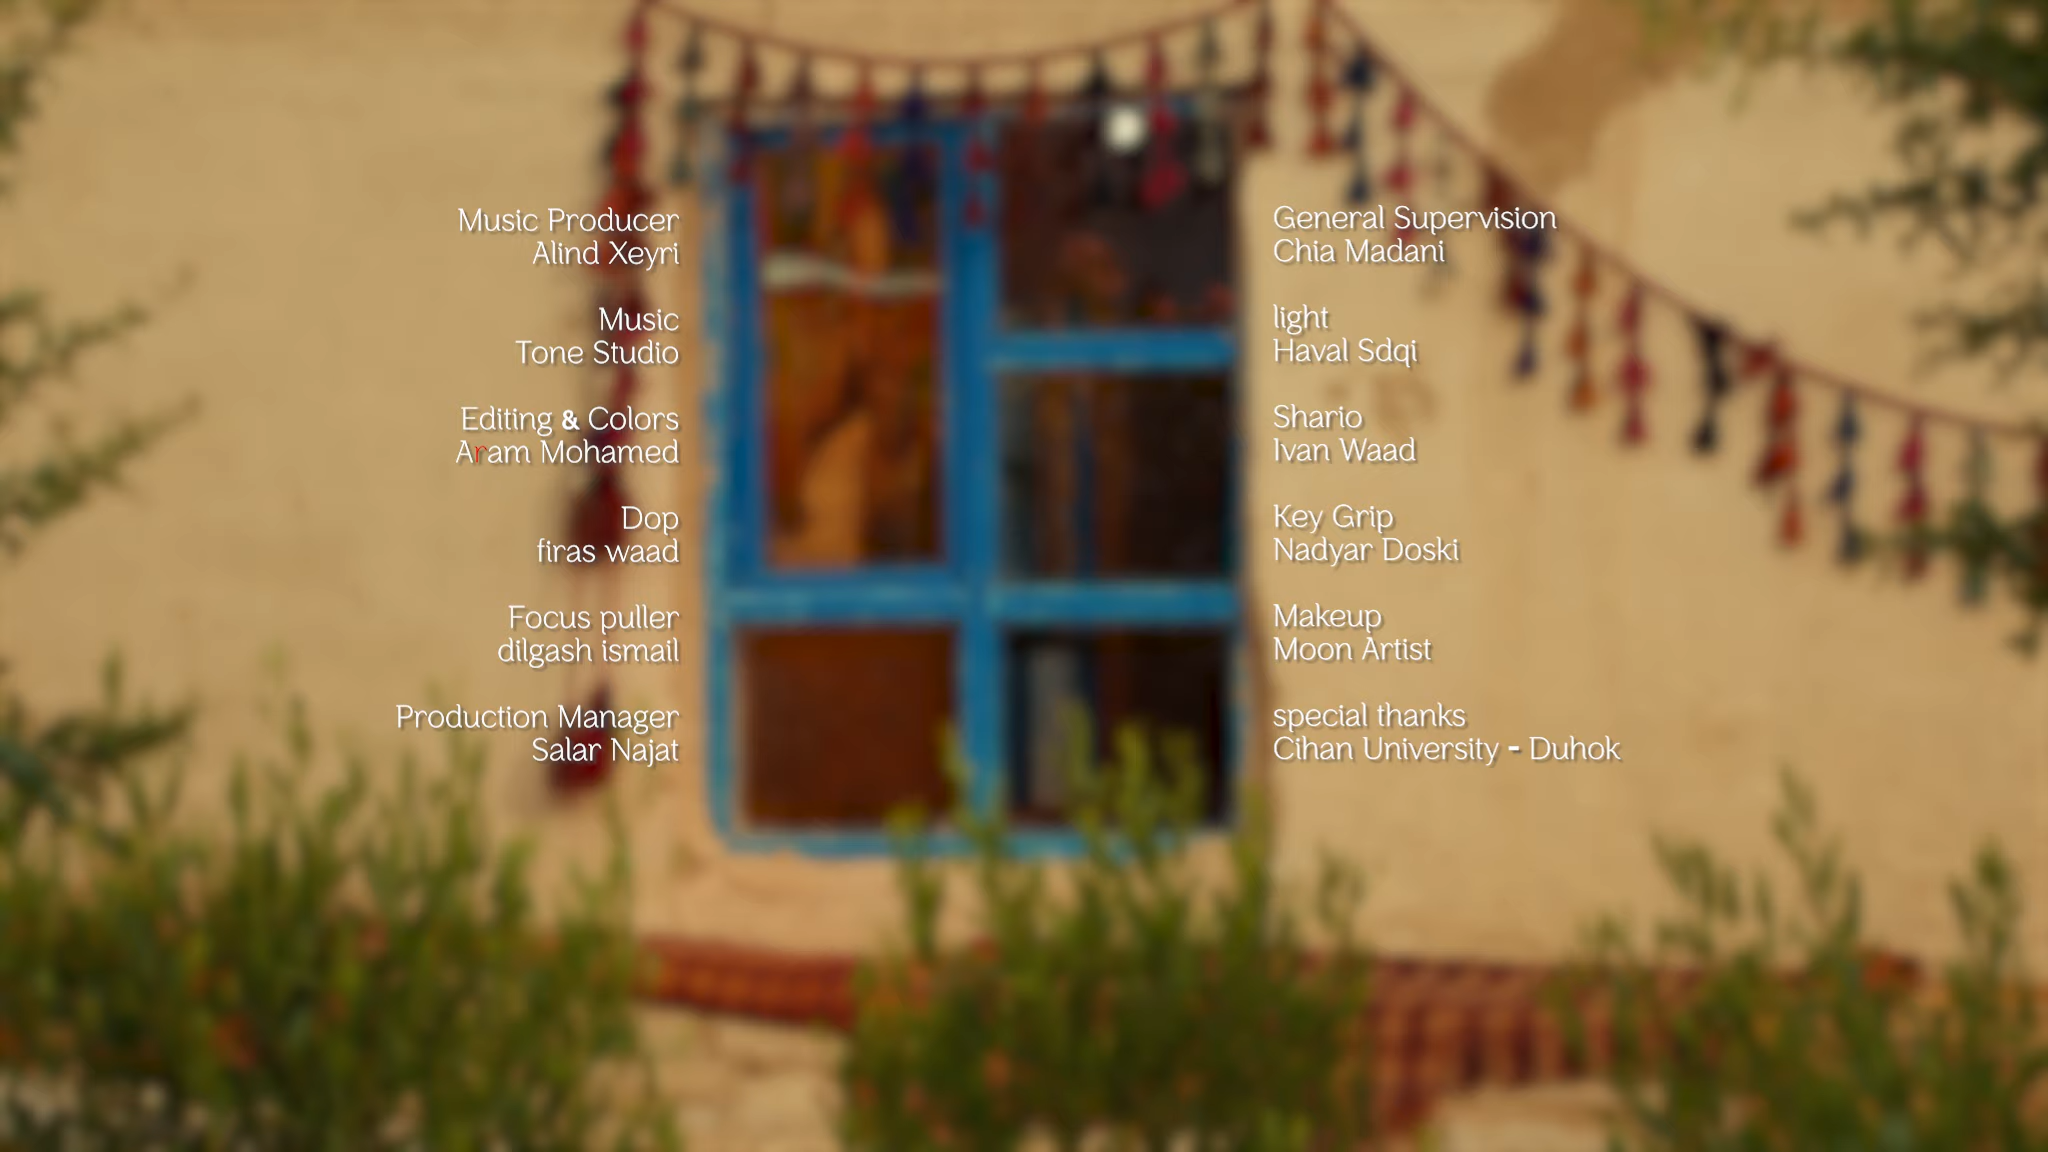 Music Producer
Alind Xeyri
Music
Tone Studio
Editing & Colors
Aram Mohamed
Dop
firas waad
Focus puller
dilgash ismail
Production Manager
Salar Najat
General Supervision
Chia Madani
light
Haval Sdqi
Shario
Ivan Waad
Key Grip
Nadyar Doski
Makeup
Moon Artist
special thanks
Cihan University - Duhok